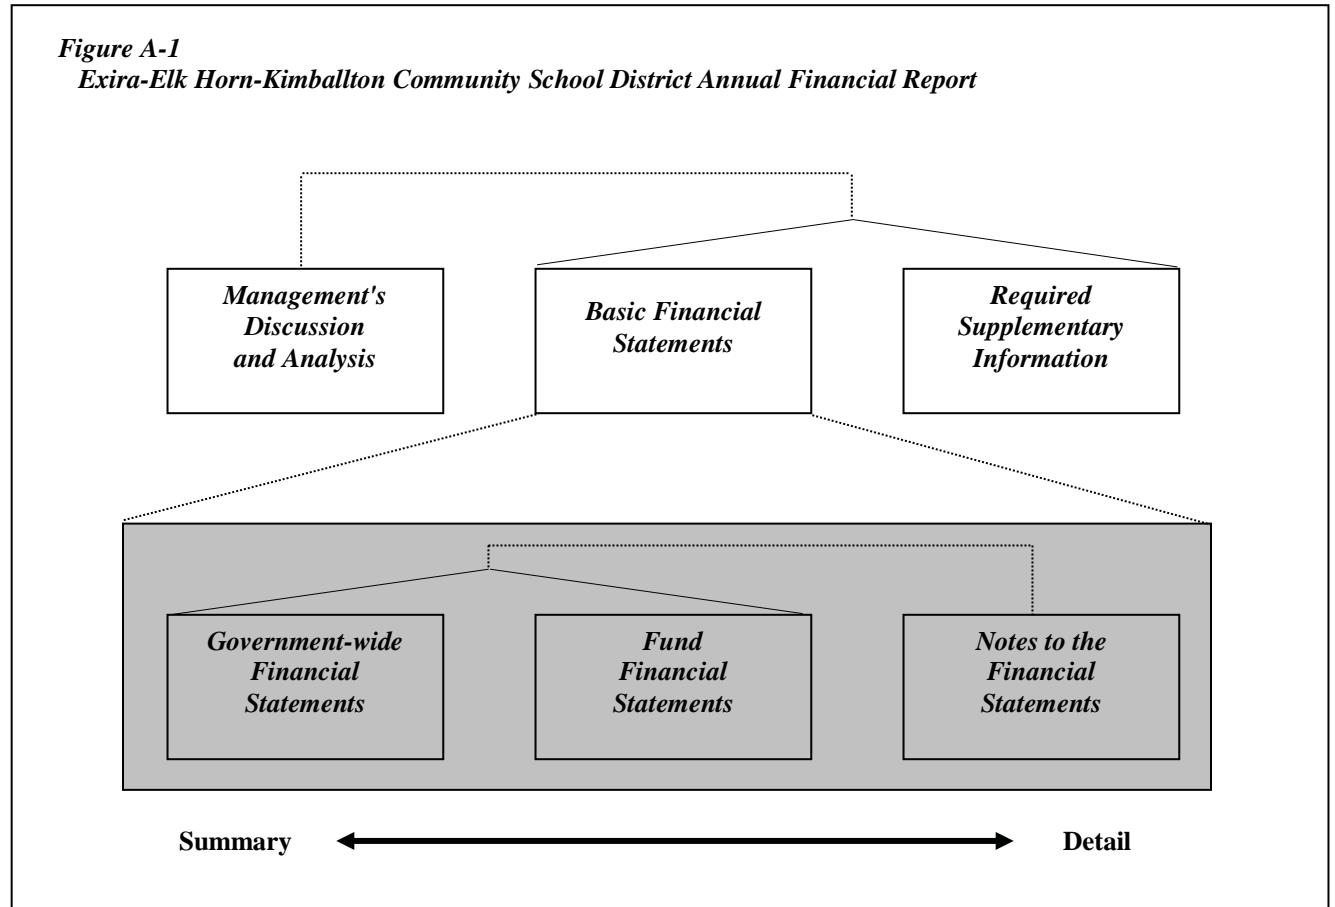 Figure A-1
Exira-Elk Horn-Kimballton Community School District Annual Financial Report
Management's
Discussion
and Analysis
Basic Financial
Statements
Required
Supplementary
Information
Government-wide
Financial
Statements
Fund
Financial
Statements
Notes to the
Financial
Statements
Summary
Detail